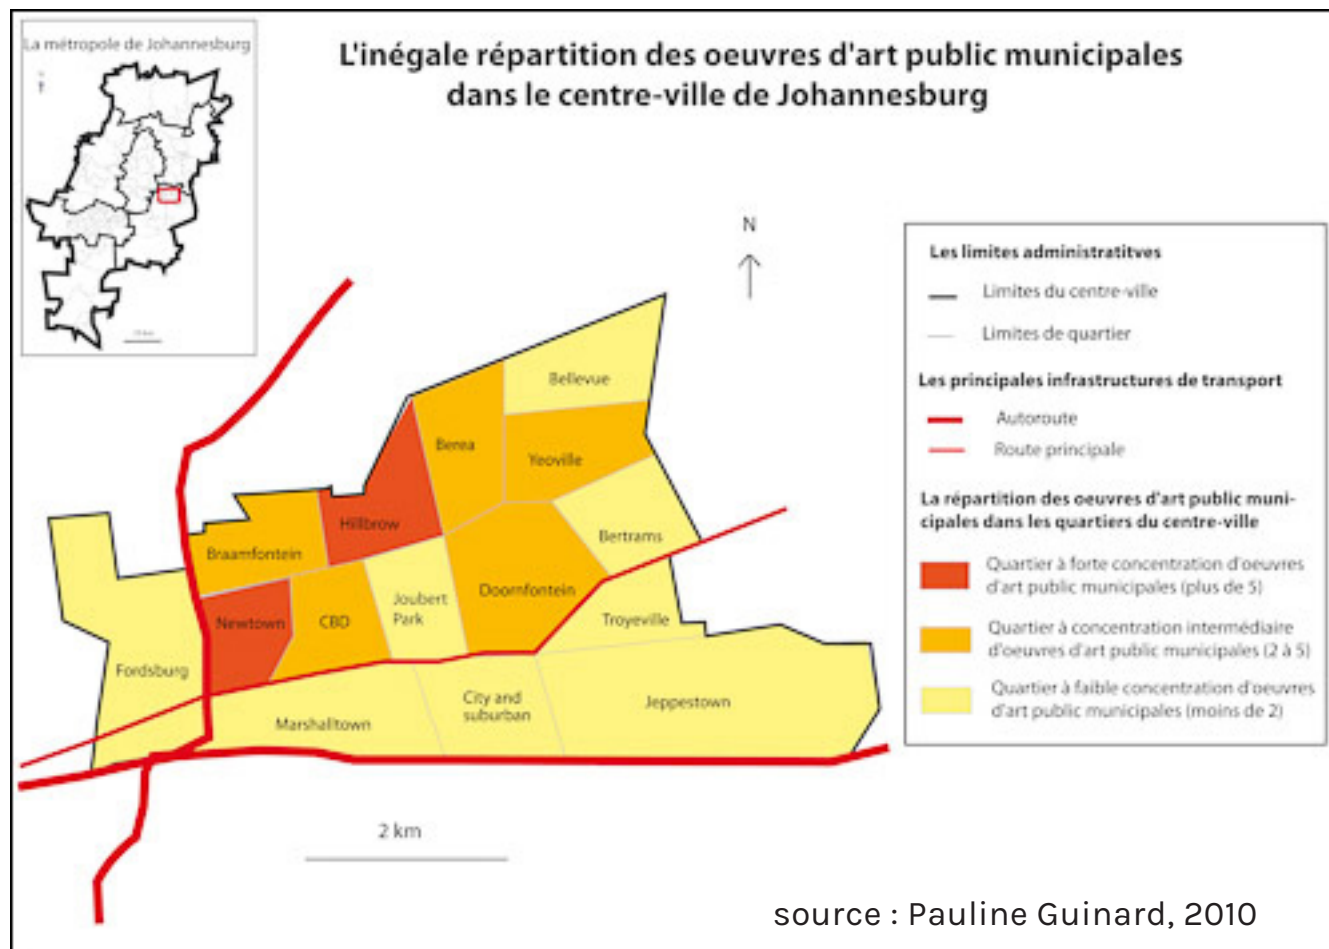 La métropole de Johannesburg
L'inégale répartition des oeuvres d'art public municipales
dans le centre-ville de Johannesburg
N
Les limites administratitves
Limites du centre-ville
Limites de quartier
Les principales infrastructures de transport
Autoroute
Route principale
La répartition des oeuvres d'art public muni-
cipales dans les quartiers du centre-ville
Quartier à forte concentration d'oeuvres
d'art public municipales (plus de 5)
Quartier à concentration intermédiaire
d'oeuvres d'art public municipales (2 à 5)
Quartier à faible concentration d'oeuvres
d'art public municipales (moins de 2)
Bellevue
Berea
Yeoville
Hillbrow
Bertrams
Braamfontein
Doornfontein
Joubert
Park
Newtown
CBD
Troyeville
Fordsburg
City and
suburban
Jeppestown
Marshalltown
2 km
source : Pauline Guinard, 2010